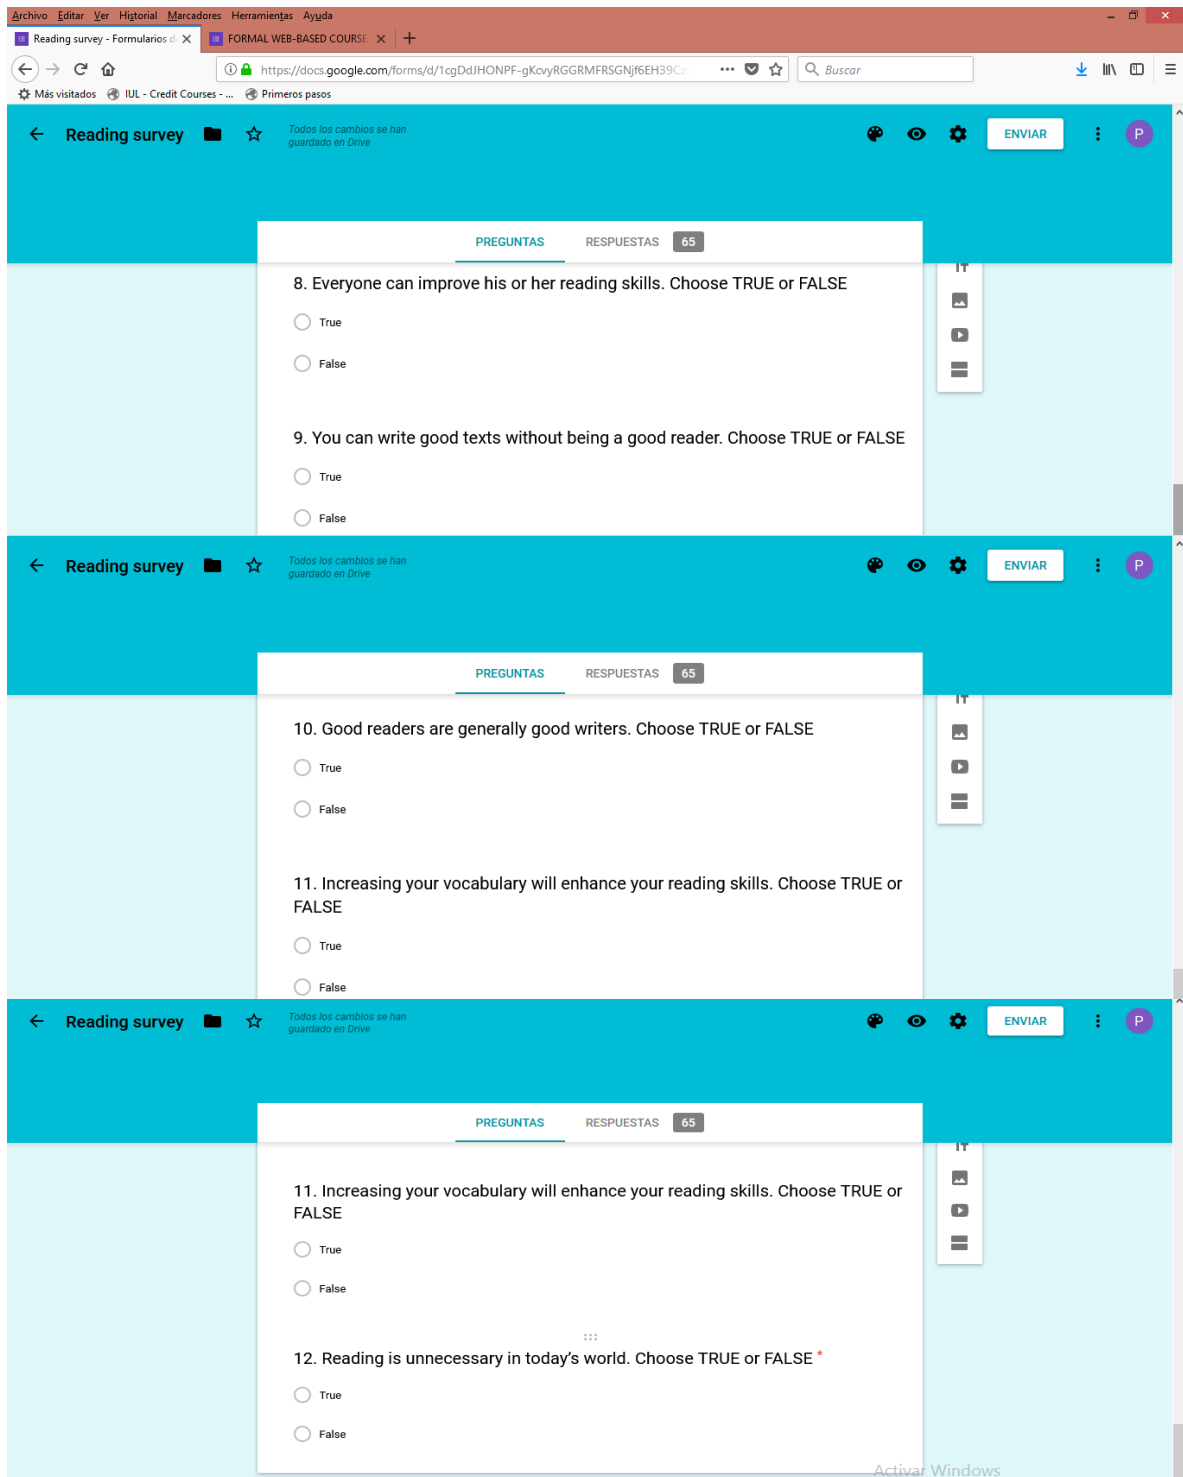 Archivo Editar Ver Historial Marcadores Herramientas Ayuda
Reading survey - Formularios d
FORMAL WEB-BASED COURSE
https://docs.google.com/forms/d/1cgDdJHONPF-gKcvyRGGRMFRSGNjf6EH39C
Buscar
Más visitados IUL - Credit Courses - ... Primeros pasos
Reading survey
Todos los cambios se han
guardado en Drive
ENVIAR
P
PREGUNTAS RESPUESTAS 65
8. Everyone can improve his or her reading skills. Choose TRUE or FALSE
True
False
9. You can write good texts without being a good reader. Choose TRUE or FALSE
True
False
Reading survey
Todos los cambios se han
guardado en Drive
ENVIAR
P
PREGUNTAS RESPUESTAS 65
10. Good readers are generally good writers. Choose TRUE or FALSE
True
False
11. Increasing your vocabulary will enhance your reading skills. Choose TRUE or
FALSE
True
False
Reading survey
Todos los cambios se han
guardado en Drive
ENVIAR
P
PREGUNTAS RESPUESTAS 65
11. Increasing your vocabulary will enhance your reading skills. Choose TRUE or
FALSE
True
False
12. Reading is unnecessary in today's world. Choose TRUE or FALSE *
True
False
Activar Windows